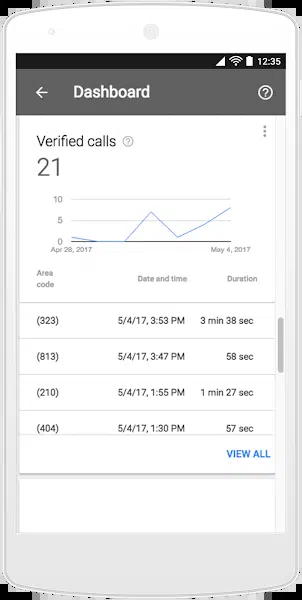 12:35
Dashboard
Verified calls
21
10
5
0
Apr 28, 2017 May 4, 2017
Area code Date and time Duration
(323) 5/4/17, 3:53 PM 3 min 38 sec
(813) 5/4/17, 3:47 PM 58 sec
(210) 5/4/17, 1:55 PM 1 min 27 sec
(404) 5/4/17, 1:30 PM 57 sec
VIEW ALL